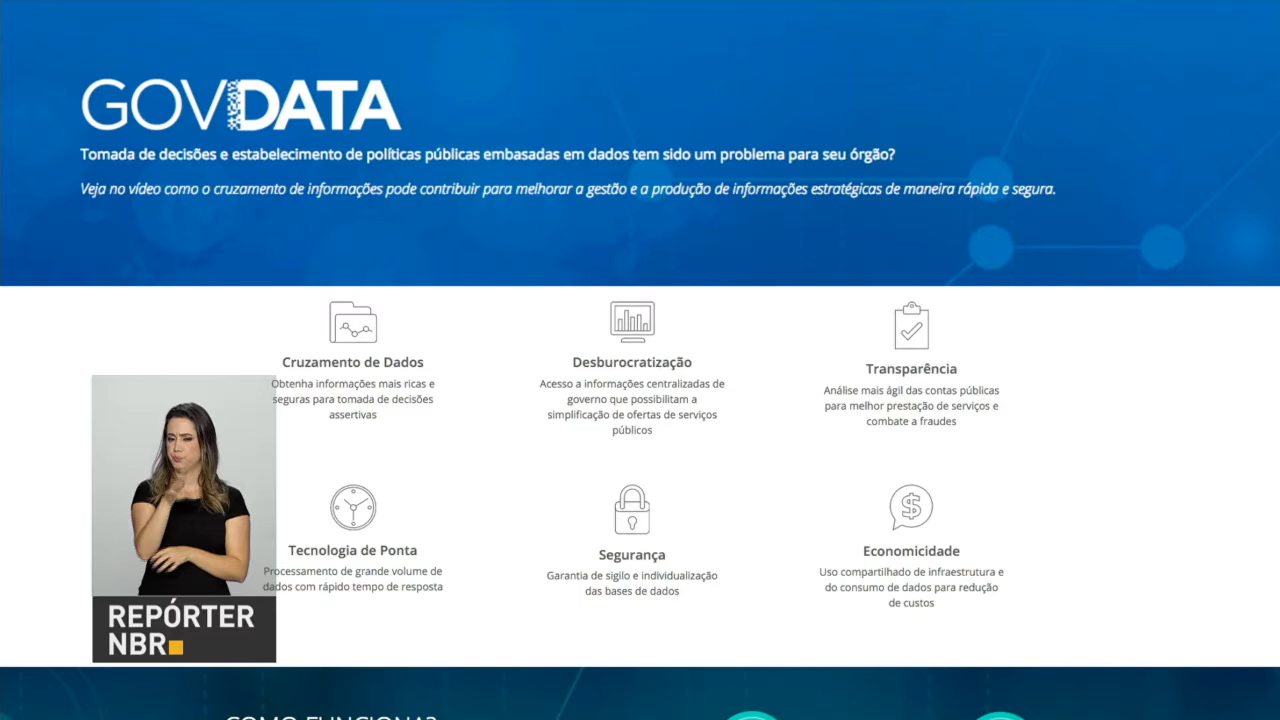 GOVDATA
Tomada de decisões e estabelecimento de políticas públicas embasadas em dados tem sido um problema para seu órgão?
Veja no vídeo como o cruzamento de informações pode contribuir para melhorar a gestão e a produção de informações estratégicas de maneira rápida e segura.
Cruzamento de Dados
Obtenha informações mais ricas e
seguras para tomada de decisões
assertivas
Desburocratização
Acesso a informações centralizadas de
governo que possibilitam a
simplificação de ofertas de serviços
públicos
Transparência
Análise mais ágil das contas públicas
para melhor prestação de serviços e
combate a fraudes
Tecnologia de Ponta
Processamento de grande volume de
dados com rápido tempo de resposta
Segurança
Garantia de sigilo e individualização
das bases de dados
Economicidade
Uso compartilhado de infraestrutura e
do consumo de dados para redução
de custos
REPÓRTER
NBR
COMO FUNCIONA?